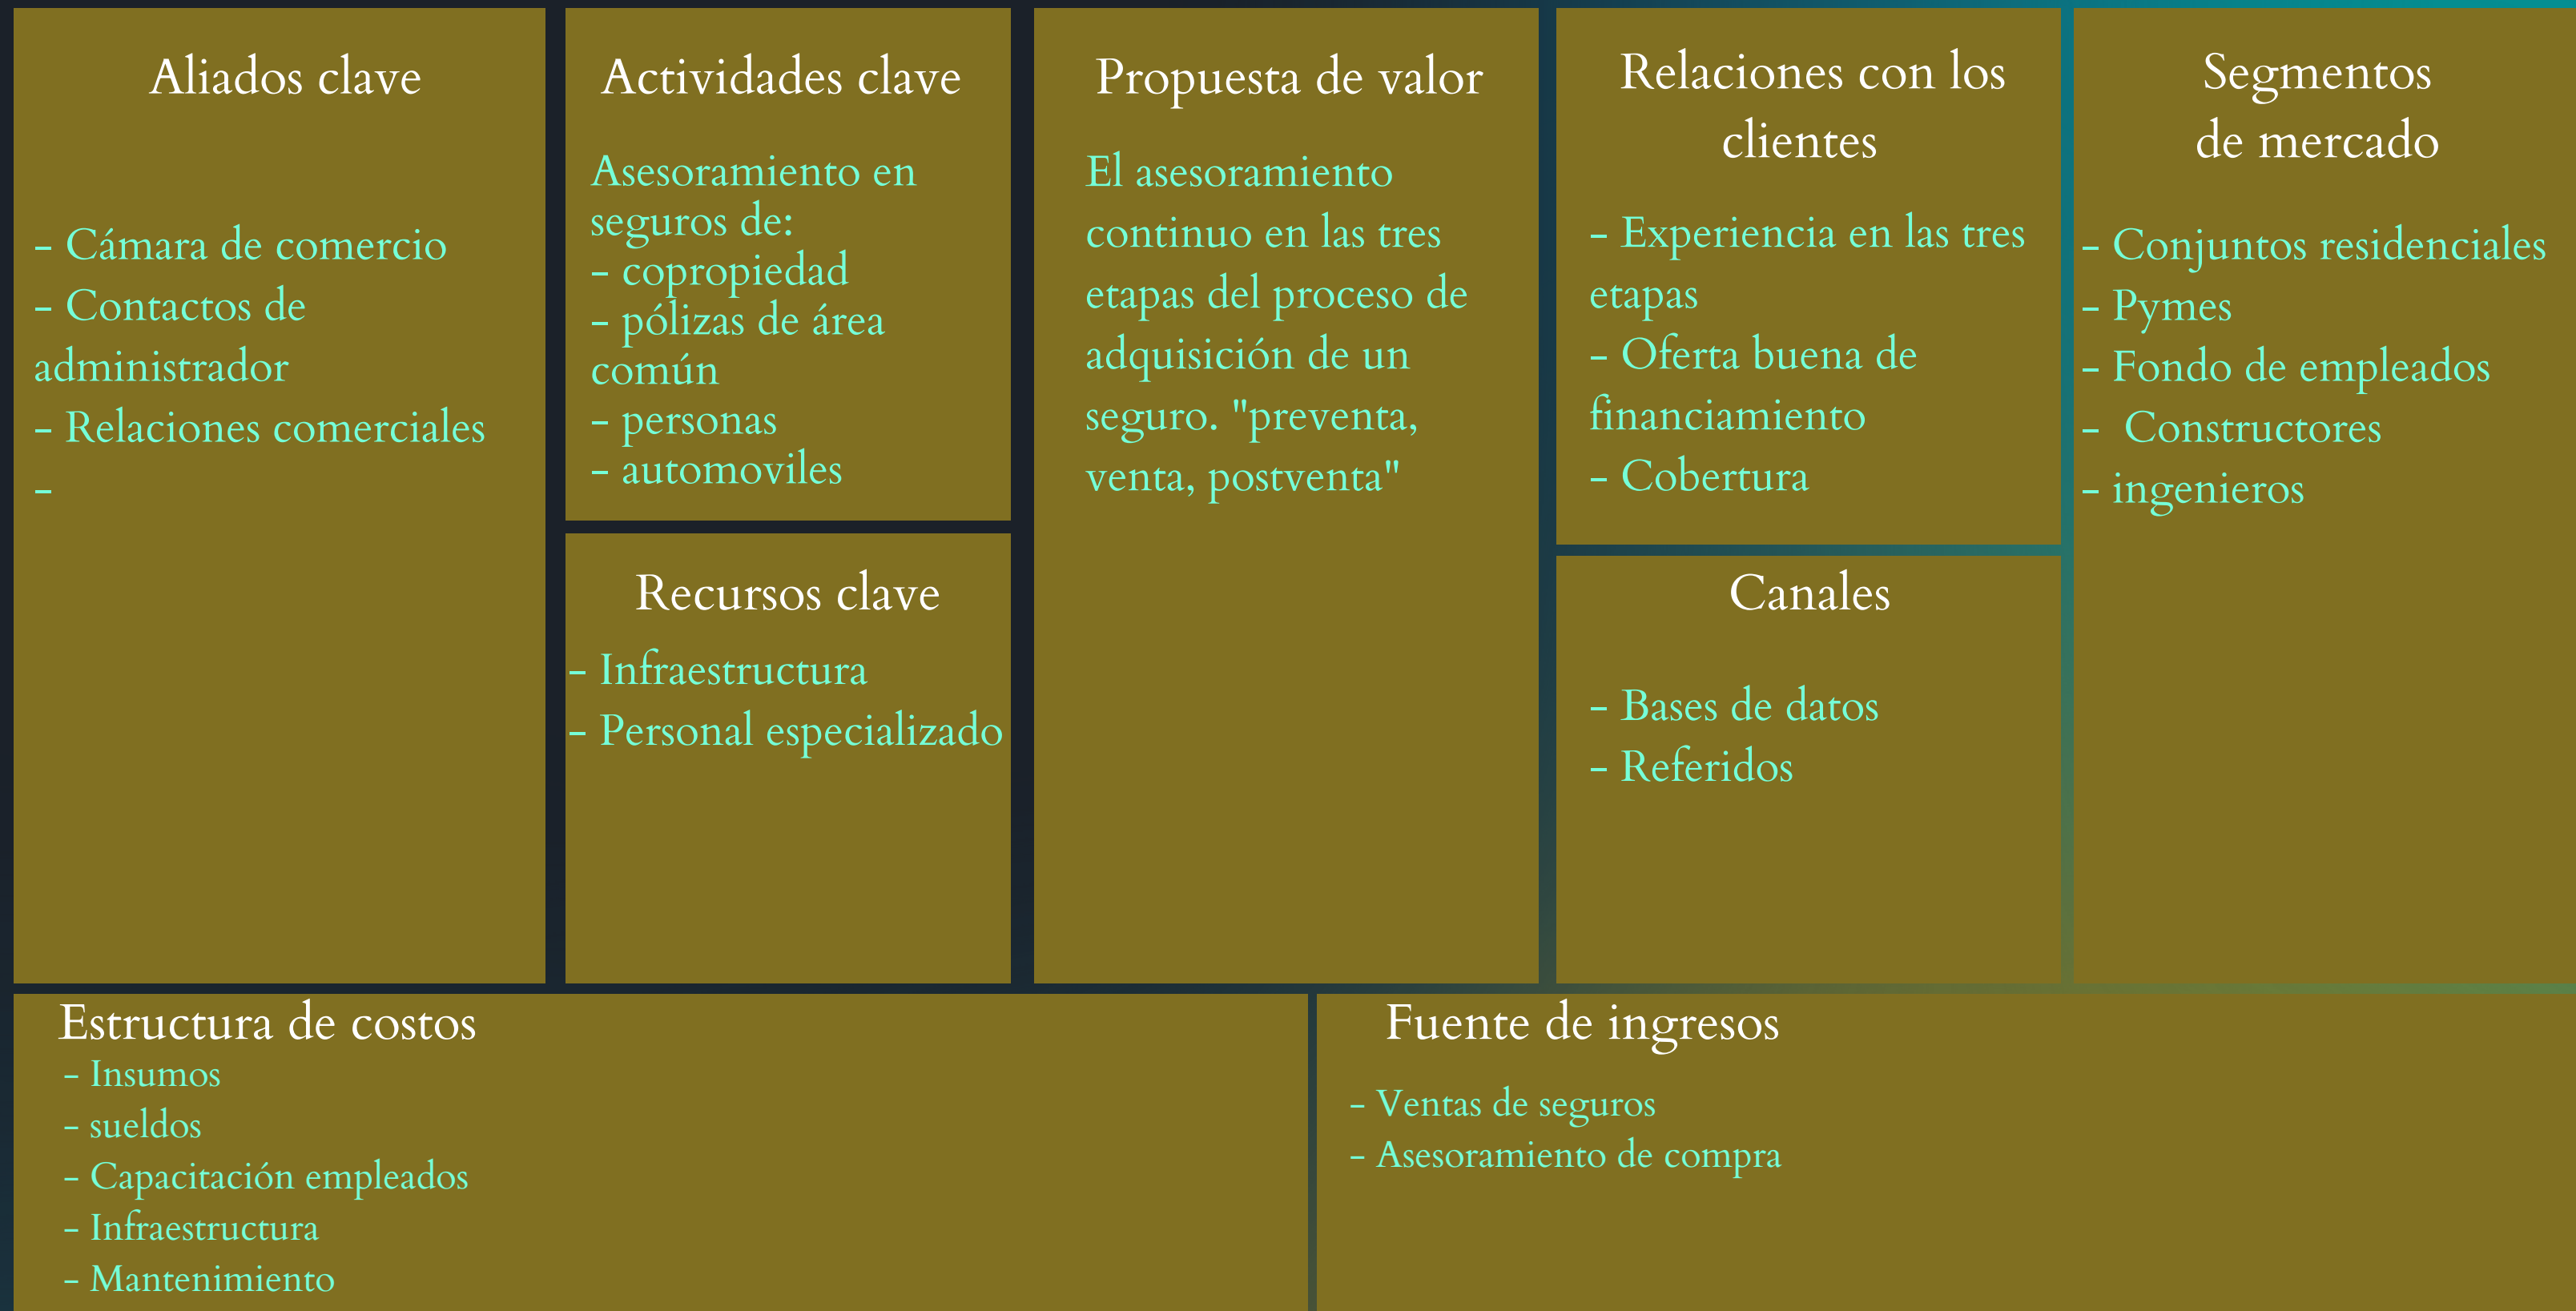 Aliados clave
- Cámara de comercio
- Contactos de
administrador
- Relaciones comerciales
-
Actividades clave
Asesoramiento en
seguros de:
- copropiedad
- pólizas de área
común
- personas
- automoviles
Recursos clave
- Infraestructura
- Personal especializado
Propuesta de valor
El asesoramiento
continuo en las tres
etapas del proceso de
adquisición de un
seguro. "preventa,
venta, postventa"
Relaciones con los
clientes
- Experiencia en las tres
etapas
- Oferta buena de
financiamiento
- Cobertura
Canales
- Bases de datos
- Referidos
Segmentos
de mercado
- Conjuntos residenciales
- Pymes
- Fondo de empleados
- Constructores
- ingenieros
Estructura de costos
- Insumos
- sueldos
- Capacitación empleados
- Infraestructura
- Mantenimiento
Fuente de ingresos
- Ventas de seguros
- Asesoramiento de compra